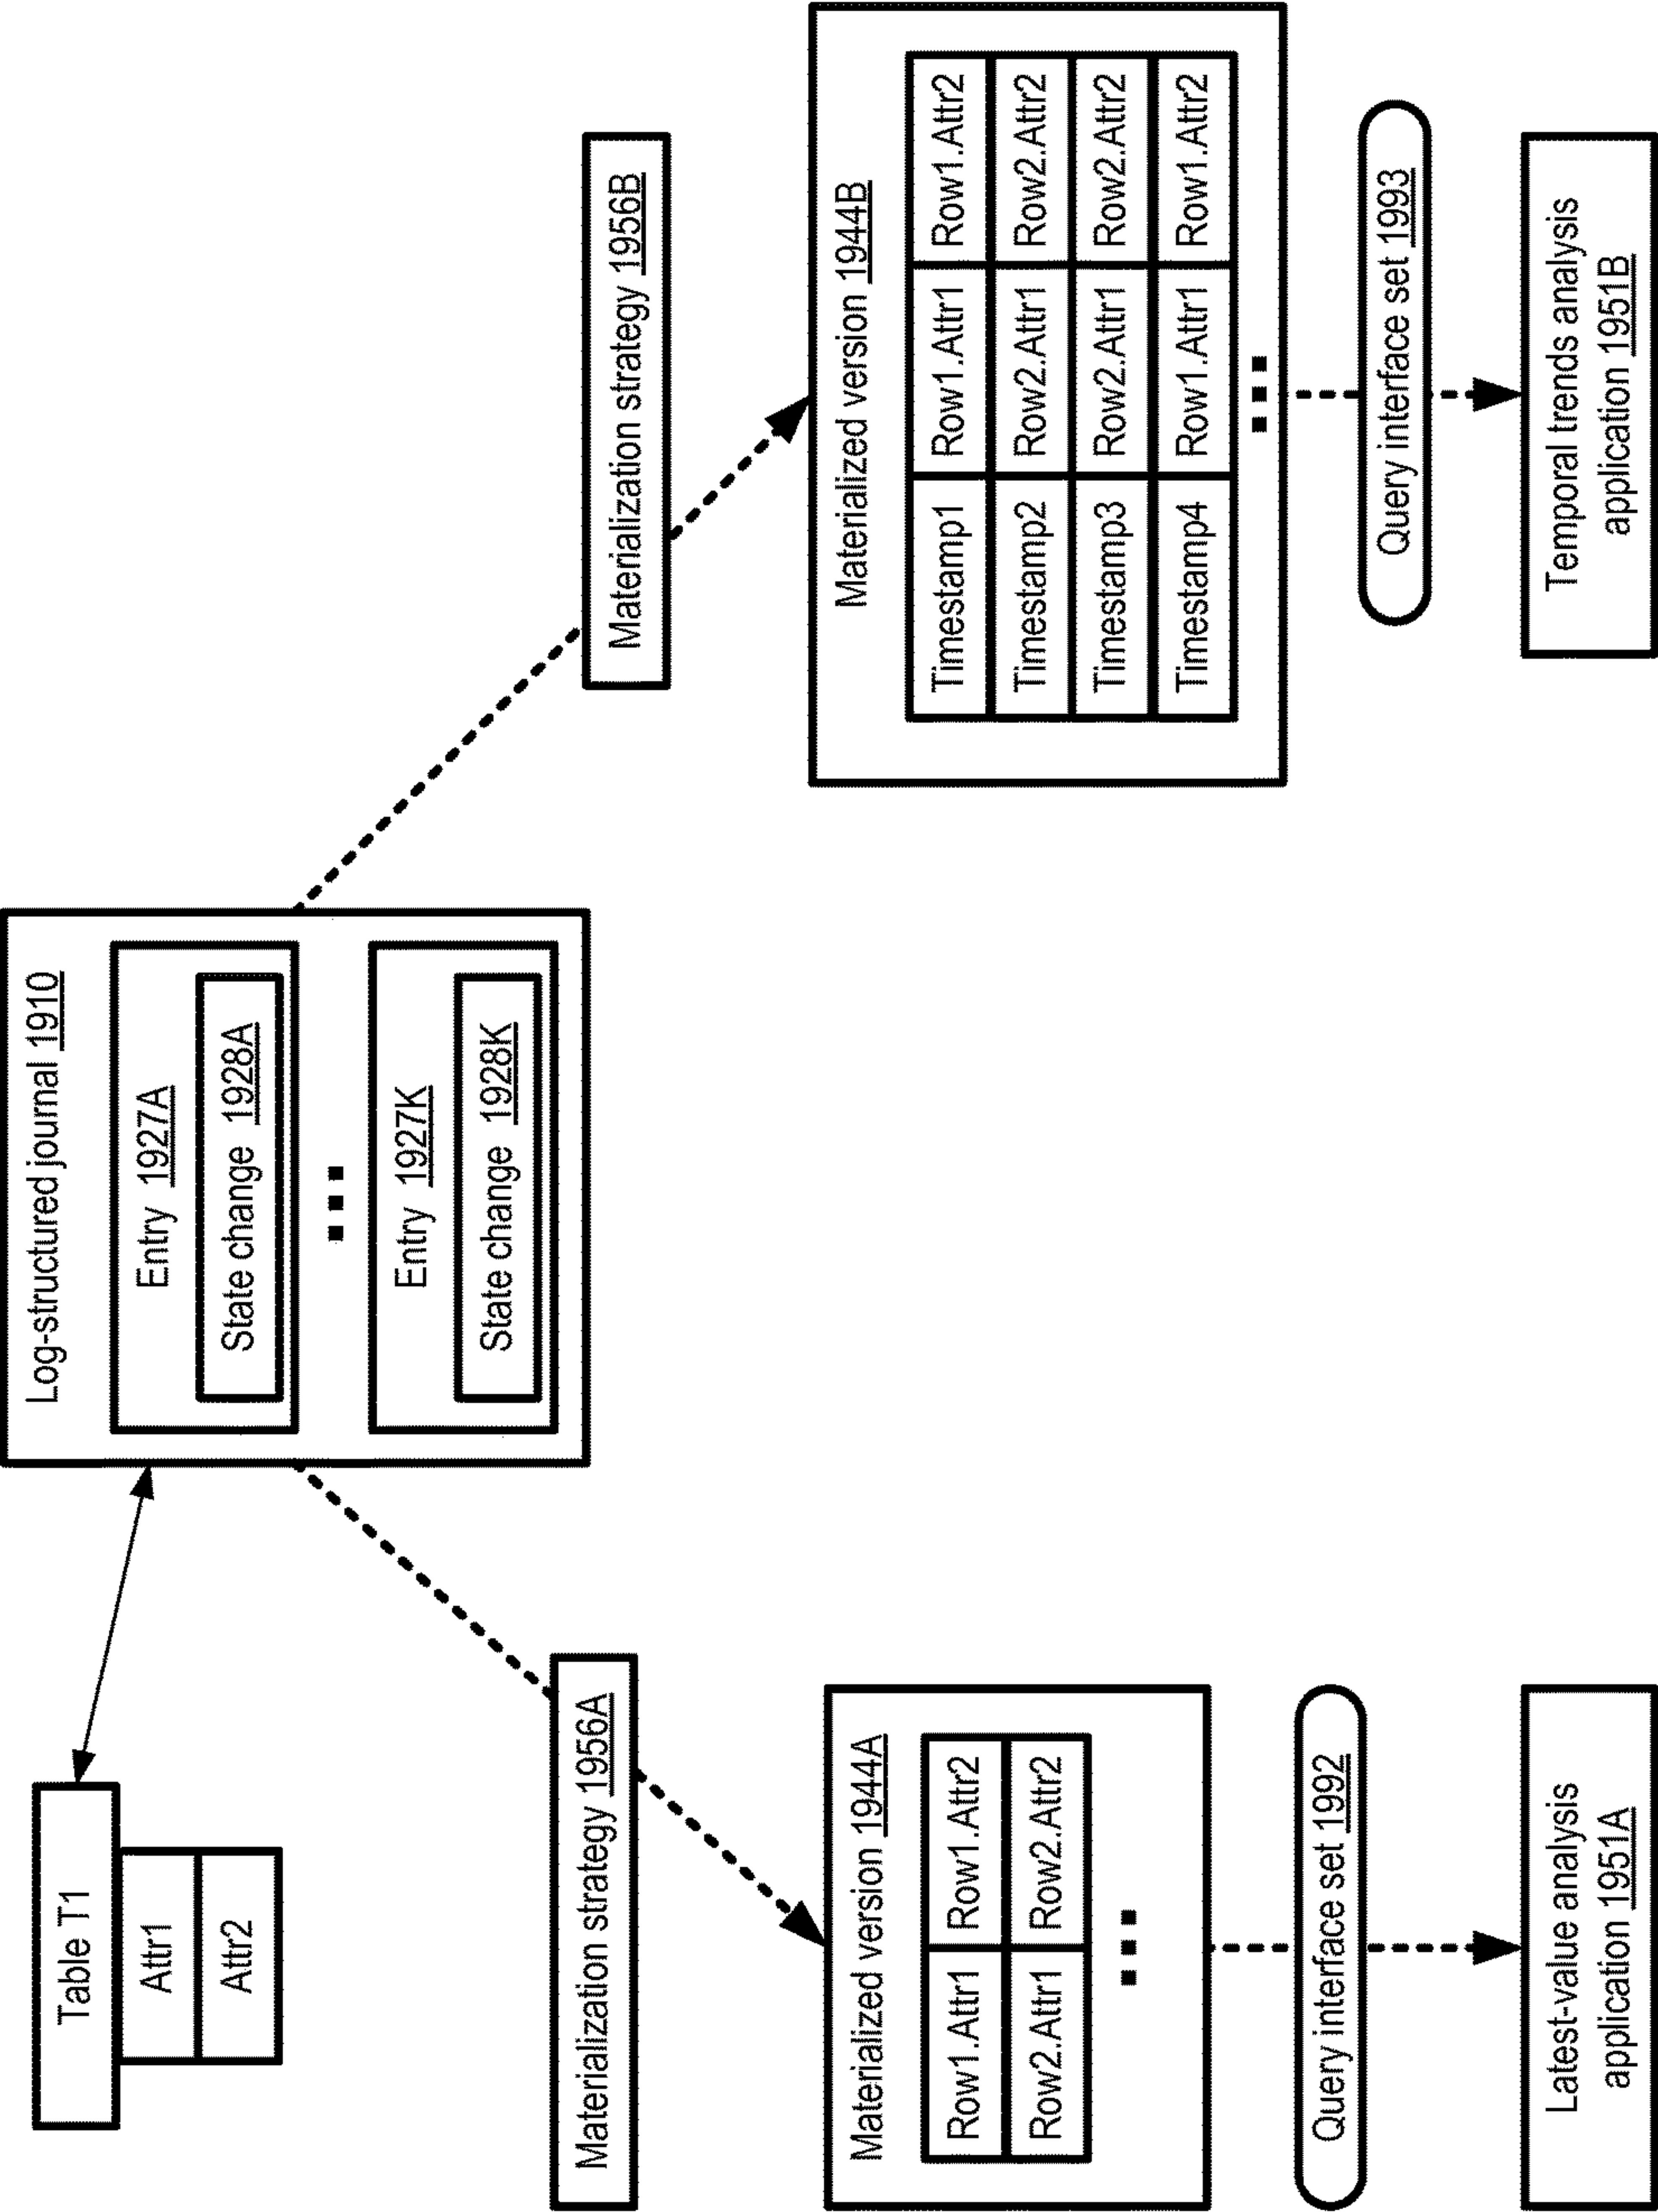 Table T1
Attr1
Attr2
Log-structured journal 1910
Entry 1927A
State change 1928A
Entry 1927K
State change 1928K
Materialization strategy 1956A
Materialization strategy 1956B
Materialized version 1944A
Row1.Attr1 Row1.Attr2
Row2.Attr1 Row2.Attr2
Query interface set 1992
Latest-value analysis
application 1951A
Materialized version 1944B
Timestamp1 Row1.Attr1 Row1.Attr2
Timestamp2 Row2.Attr1 Row2.Attr2
Timestamp3 Row2.Attr1 Row2.Attr2
Timestamp4 Row1.Attr1 Row1.Attr2
Query interface set 1993
Temporal trends analysis
application 1951B